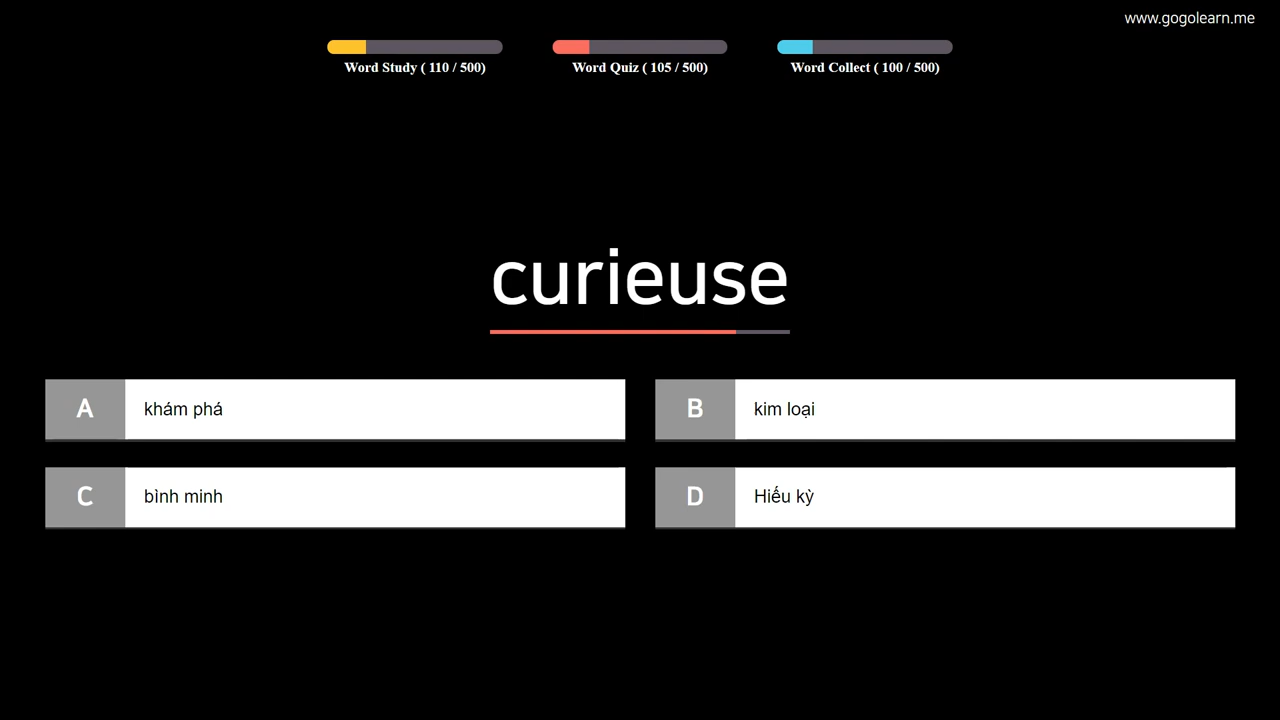 www.gogolearn.me
Word Study ( 110 / 500)
Word Quiz ( 105 / 500)
Word Collect ( 100 / 500)
curieuse
A khám phá
B kim loại
C bình minh
D Hiếu kỳ